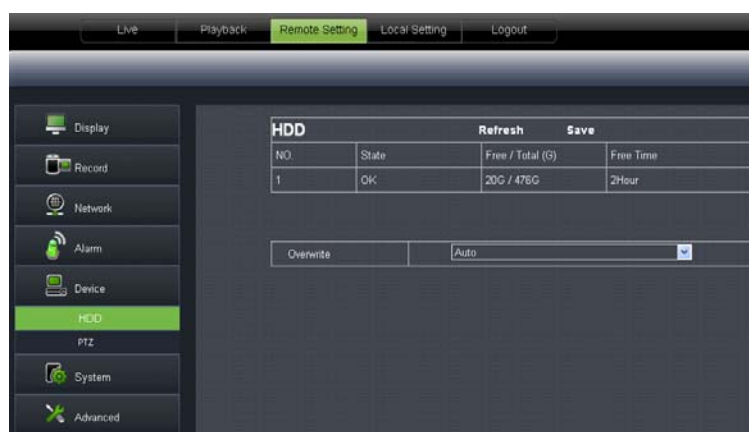 Live Playback Remote Setting Local Setting Logout
Display
Record
Network
Alarm
Device
HDD
PTZ
System
Advanced
HDD Refresh Save
NO. State Free / Total (G) Free Time
1 OK 20G / 476G 2Hour
Overwrite Auto